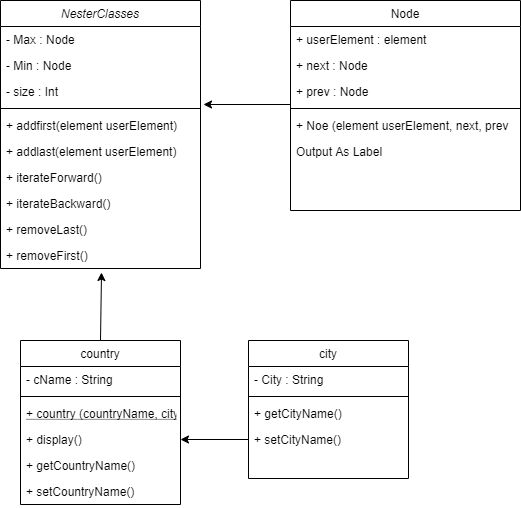 NesterClasses
- Max : Node
- Min : Node
- size : Int
+ addfirst(element userElement)
+ addlast(element userElement)
+ iterateForward()
+ iterateBackward()
+ removeLast()
+ removeFirst()
Node
+ userElement : element
+ next : Node
+ prev : Node
+ Noe (element userElement, next, prev
Output As Label
country
- cName : String
+ country (countryName, city
+ display()
+ getCountryName()
+ setCountryName()
city
- City : String
+ getCityName()
+ setCityName()